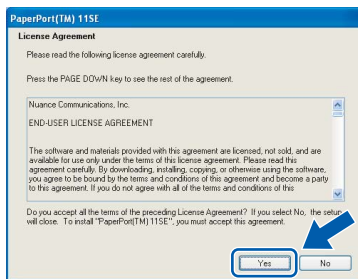 PaperPort(TM) 11SE
License Agreement
Please read the following license agreement carefully.
Press the PAGE DOWN key to see the rest of the agreement.
Nuance Communications, Inc.
END-USER LICENSE AGREEMENT
The software and materials provided with this agreement are licensed, not sold, and are
available for use only under the terms of this license agreement. Please read this
agreement carefully. By downloading, installing, copying, or otherwise using the software,
you agree to be bound by the terms and conditions of this agreement and become a party
to this agreement. If you do not agree with all of the terms and conditions of this
Do you accept all the terms of the preceding License Agreement? If you select No, the setup
will close. To install "PaperPort(TM) 11SE", you must accept this agreement.
Yes
No